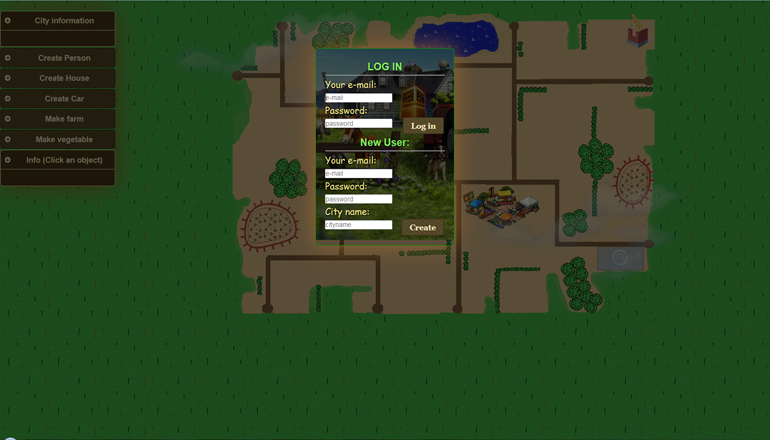 City information
Create Person
Create House
Create Car
Make farm
Make vegetable
Info (Click an object)
LOG IN
Your e-mail:
e-mail
Password:
password
Log in
New User:
Your e-mail:
e-mail
Password:
password
City name:
cityname
Create